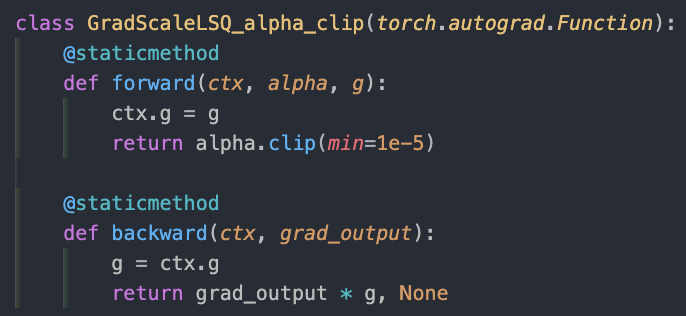 class GradScaleLSQ_alpha_clip(torch.autograd.Function):
@staticmethod
def forward(ctx, alpha, g):
ctx.g = g
return alpha.clip(min=1e-5)
@staticmethod
def backward(ctx, grad_output):
g = ctx.g
return grad_output * g, None